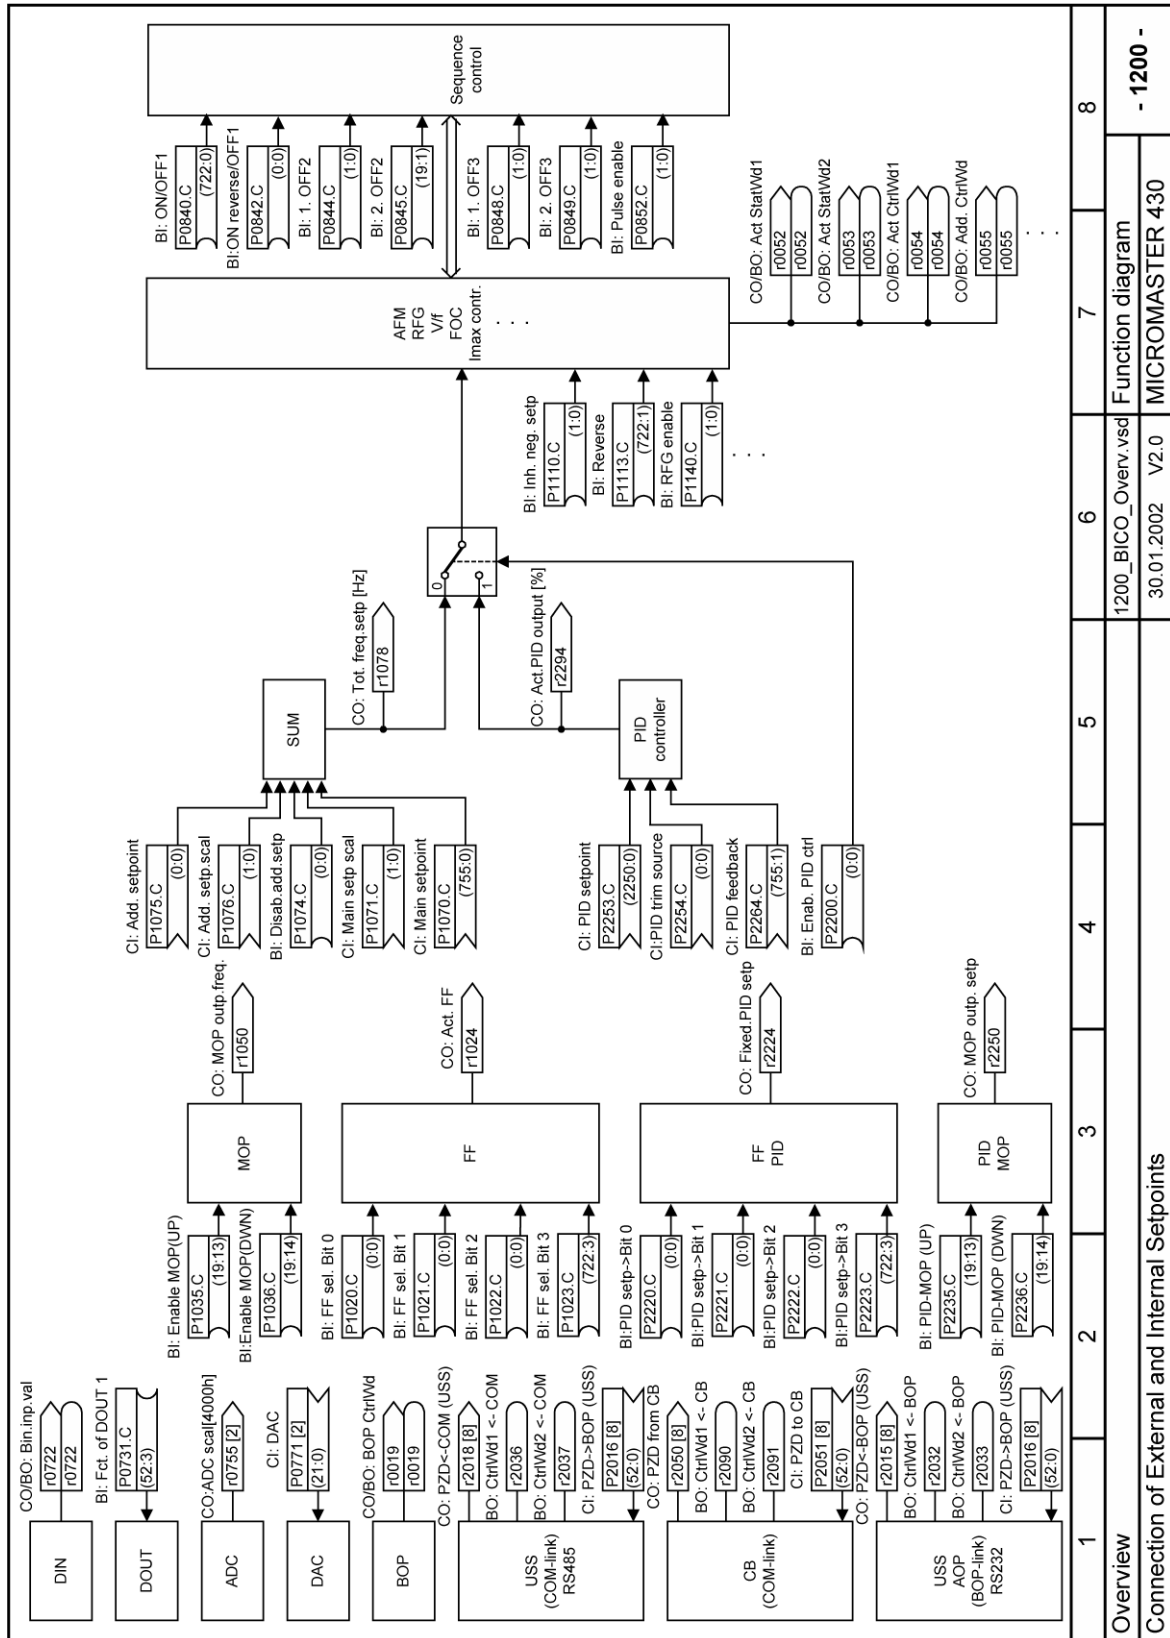 DIN
CO/BO: Bin.inp.val
r0722
r0722
DOUT
BI: Fct. of DOUT 1
P0731.C
(52:3)
ADC
CO:ADC scal[400h]
r0755 [2]
DAC
CI: DAC
P0771 [2]
(21:0)
BOP
CO/BO: BOP CtrlWd
r0019
r0019
USS
(COM-link)
RS485
CO: PZD<-COM (USS)
r2018 [8]
BO: CtrlWd1 <- COM
r2036
BO: CtrlWd2 <- COM
r2037
CI: PZD->BOP (USS)
P2016 [8]
(52:0)
CB
(COM-link)
CO: PZD from CB
r2050 [8]
BO: CtrlWd1 <- CB
r2090
BO: CtrlWd2 <- CB
r2091
CI: PZD to CB
P2051 [8]
(52:0)
USS
AOP
(BOP-link)
RS232
CO: PZD<-BOP (USS)
r2015 [8]
BO: CtrlWd1 <- BOP
r2032
BO: CtrlWd2 <- BOP
r2033
CI: PZD->BOP (USS)
P2016 [8]
(52:0)
BI: Enable MOP(UP)
P1035.C
(19:13)
BI:Enable MOP(DWN)
P1036.C
(19:14)
MOP
CO: MOP outp.freq.
r1050
BI: FF sel. Bit 0
P1020.C
(0:0)
BI: FF sel. Bit 1
P1021.C
(0:0)
BI: FF sel. Bit 2
P1022.C
(0:0)
BI: FF sel. Bit 3
P1023.C
(722:3)
FF
CO: Act. FF
r1024
BI:PID setp->Bit 0
P2220.C
(0:0)
BI:PID setp->Bit 1
P2221.C
(0:0)
BI:PID setp->Bit 2
P2222.C
(0:0)
BI:PID setp->Bit 3
P2223.C
(722:3)
FF
PID
CO: Fixed.PID setp
r2224
BI: PID-MOP (UP)
P2235.C
(19:13)
BI: PID-MOP (DWN)
P2236.C
(19:14)
PID
MOP
CO: MOP outp. setp
r2250
CI: Add. setpoint
P1075.C
(0:0)
CI: Add. setp.scal
P1076.C
(1:0)
BI: Disab.add.setp
P1074.C
(0:0)
CI: Main setp scal
P1071.C
(1:0)
CI: Main setpoint
P1070.C
(755:0)
SUM
CO: Tot. freq.setp [Hz]
r1078
CI: PID setpoint
P2253.C
(2250:0)
CI:PID trim source
P2254.C
(0:0)
CI: PID feedback
P2264.C
(755:1)
BI: Enab. PID ctrl
P2200.C
(0:0)
PID
controller
CO: Act.PID output [%]
r2294
0
1
BI: Inh. neg. setp
P1110.C
(1:0)
BI: Reverse
P1113.C
(722:1)
BI: RFG enable
P1140.C
(1:0)
. . .
AFM
RFG
V/f
FOC
Imax contr.
. . .
BI: ON/OFF1
P0840.C
(722:0)
BI:ON reverse/OFF1
P0842.C
(0:0)
BI: 1. OFF2
P0844.C
(1:0)
BI: 2. OFF2
P0845.C
(19:1)
BI: 1. OFF3
P0848.C
(1:0)
BI: 2. OFF3
P0849.C
(1:0)
BI: Pulse enable
P0852.C
(1:0)
Sequence
control
CO/BO: Act StatWd1
r0052
r0052
CO/BO: Act StatWd2
r0053
r0053
CO/BO: Act CtrlWd1
r0054
r0054
CO/BO: Add. CtrlWd
r0055
r0055
. . .
1 2 3 4 5 6 7 8
Overview 1200_BICO_Overv.vsd Function diagram - 1200 -
Connection of External and Internal Setpoints 30.01.2002 V2.0 MICROMASTER 430